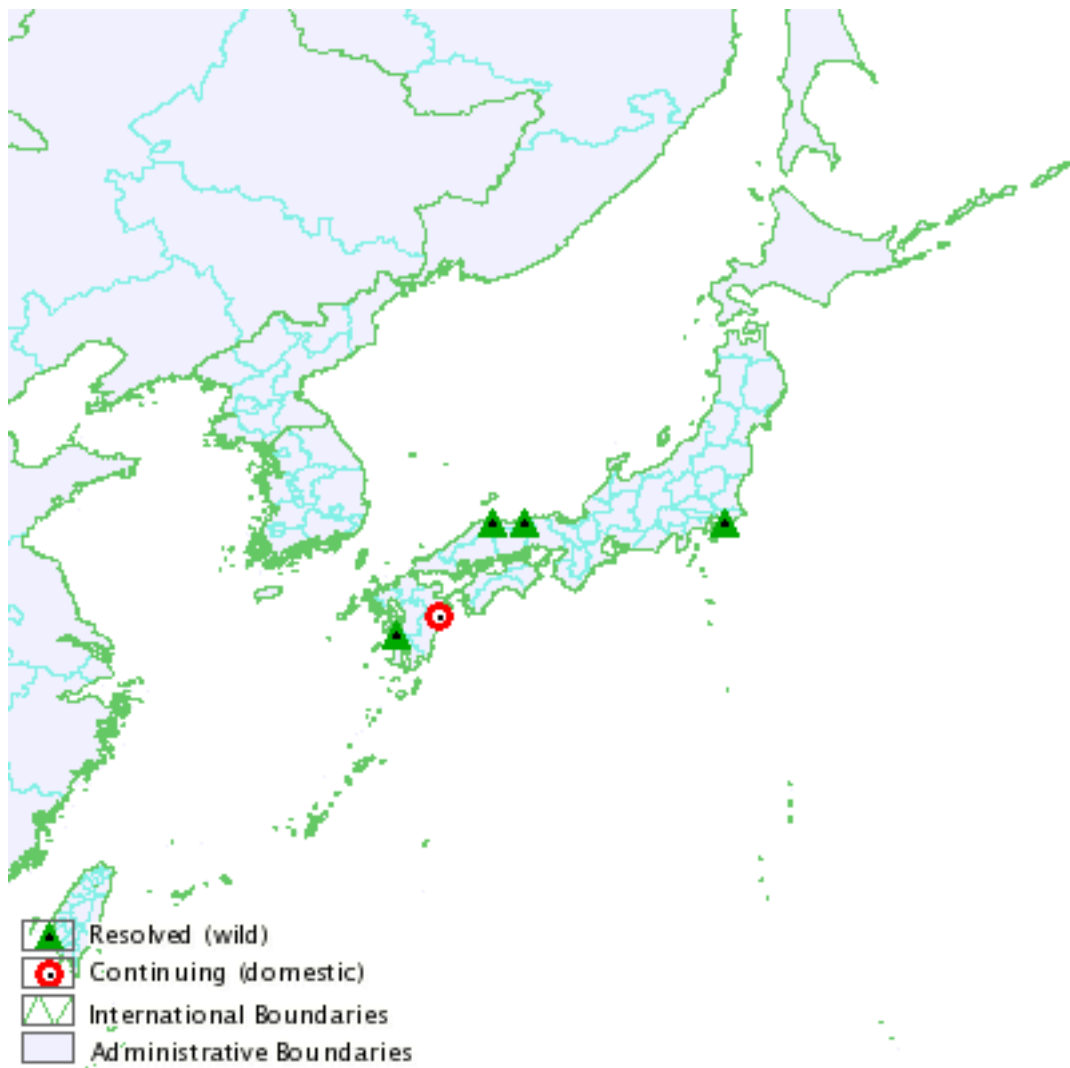 Resolved (wild)
Continuing (domestic)
International Boundaries
Administrative Boundaries